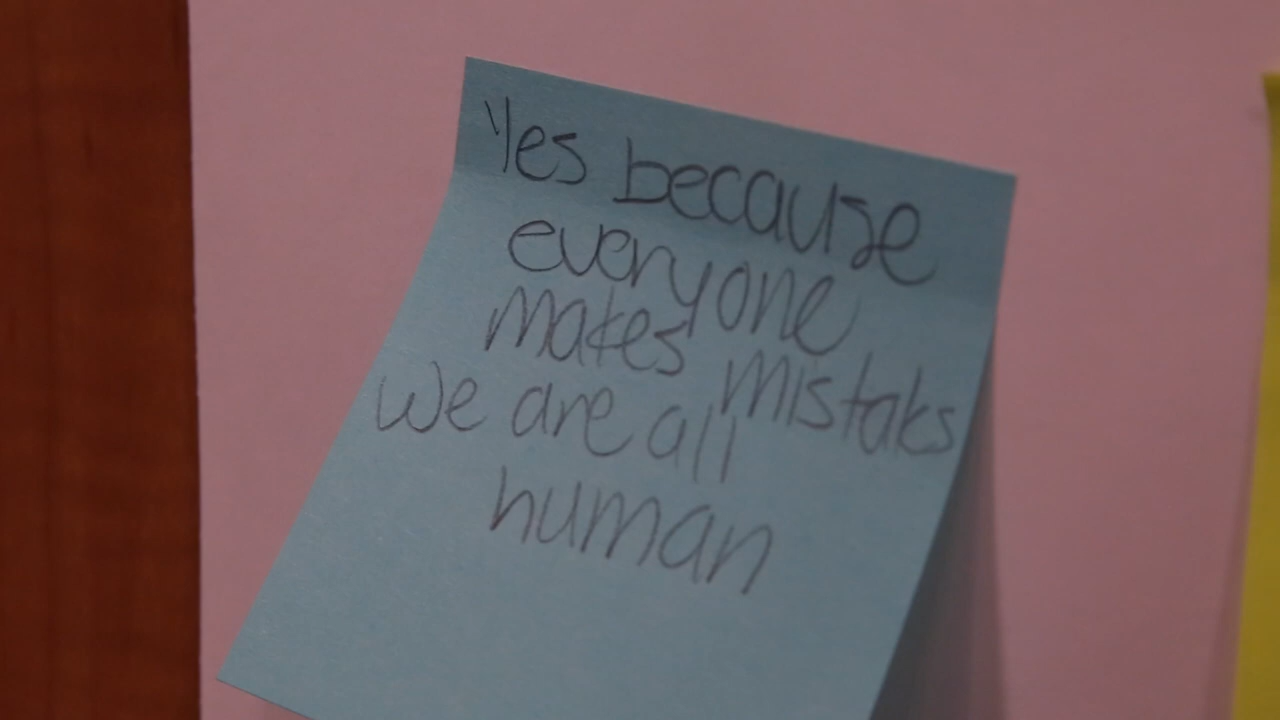 Yes because
everyone
makes mistaks
we are all
human